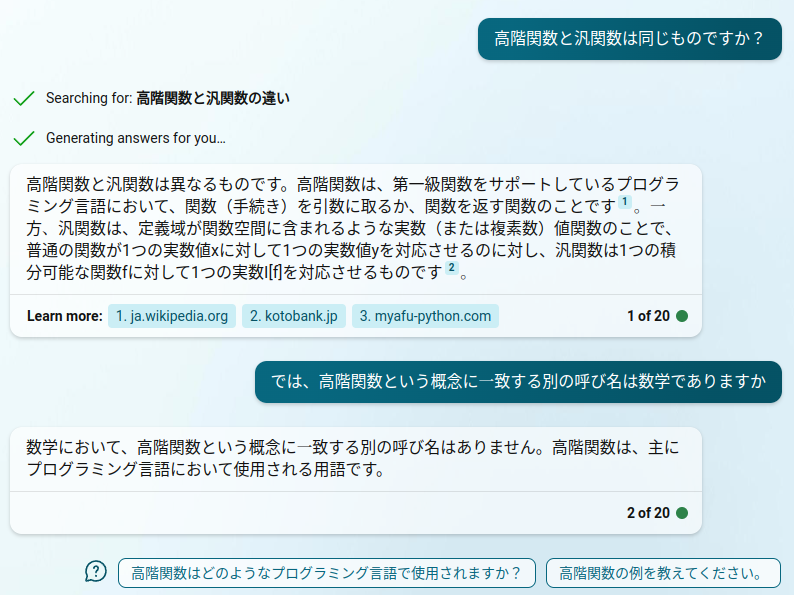 高階関数と汎関数は同じものですか？
Searching for: 高階関数と汎関数の違い
Generating answers for you…
高階関数と汎関数は異なるものです。高階関数は、第一級関数をサポートしているプログラ
ミング言語において、関数（手続き）を引数に取るか、関数を返す関数のことです 1 。一
方、汎関数は、定義域が関数空間に含まれるような実数（または複素数）値関数のことで、
普通の関数が1つの実数値xに対して1つの実数値yを対応させるのに対し、汎関数は1つの積
分可能な関数fに対して1つの実数I[f]を対応させるものです 2 。
Learn more: 1. ja.wikipedia.org 2. kotobank.jp 3. myafu-python.com 1 of 20
では、高階関数という概念に一致する別の呼び名は数学でありますか
数学において、高階関数という概念に一致する別の呼び名はありません。高階関数は、主に
プログラミング言語において使用される用語です。
2 of 20
高階関数はどのようなプログラミング言語で使用されますか？ 高階関数の例を教えてください。